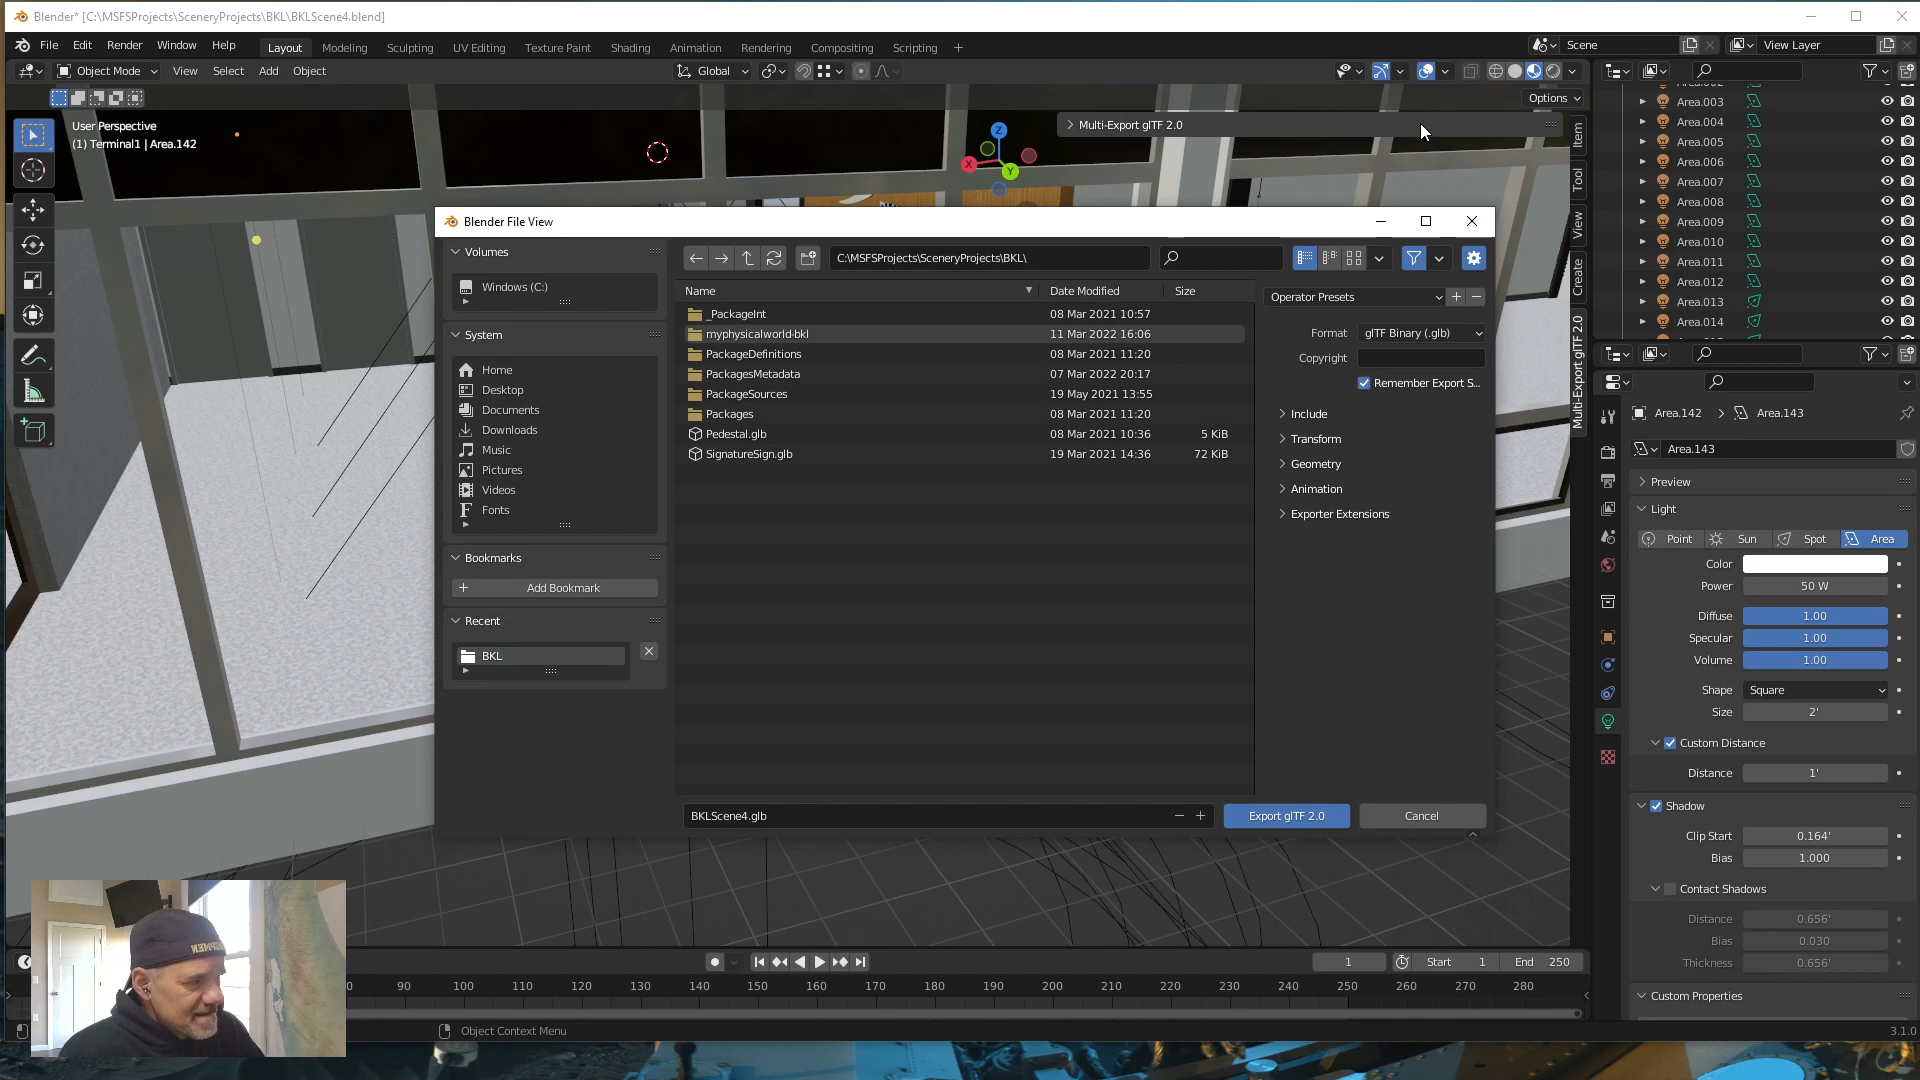 Blender* [C:\MSFSProjects\SceneryProjects\BKL\BKLScene4.blend]
File Edit Render Window Help Layout Modeling Sculpting UV Editing Texture Paint Shading Animation Rendering Compositing Scripting + Scene View Layer
Object Mode View Select Add Object Global
Options
User Perspective
(1) Terminal1 | Area.142
Multi-Export glTF 2.0
Z
X
Y
Item
Tool
View
Create
Multi-Export glTF 2.0
Area.002
Area.003
Area.004
Area.005
Area.006
Area.007
Area.008
Area.009
Area.010
Area.011
Area.012
Area.013
Area.014
Blender File View
Volumes
Windows (C:)
System
Home
Desktop
Documents
Downloads
Music
Pictures
Videos
Fonts
Bookmarks
Add Bookmark
Recent
BKL
C:\MSFSProjects\SceneryProjects\BKL\
Name Date Modified Size
_PackageInt 08 Mar 2021 10:57
myphysicalworld-bkl 11 Mar 2022 16:06
PackageDefinitions 08 Mar 2021 11:20
PackagesMetadata 07 Mar 2022 20:17
PackageSources 19 May 2021 13:55
Packages 08 Mar 2021 11:20
Pedestal.glb 08 Mar 2021 10:36 5 KiB
SignatureSign.glb 19 Mar 2021 14:36 72 KiB
Operator Presets
Format glTF Binary (.glb)
Copyright
Remember Export S...
Include
Transform
Geometry
Animation
Exporter Extensions
BKLScene4.glb Export glTF 2.0 Cancel
Area.142 Area.143
Area.143
Preview
Light
Point Sun Spot Area
Color
Power 50 W
Diffuse 1.00
Specular 1.00
Volume 1.00
Shape Square
Size 2'
Custom Distance
Distance 1'
Shadow
Clip Start 0.164'
Bias 1.000
Contact Shadows
Distance 0.656'
Bias 0.030
Thickness 0.656'
Custom Properties
1 Start 1 End 250
90 100 110 120 130 140 150 160 170 180 190 200 210 220 230 240 250 260 270 280
Object Context Menu
3.1.0